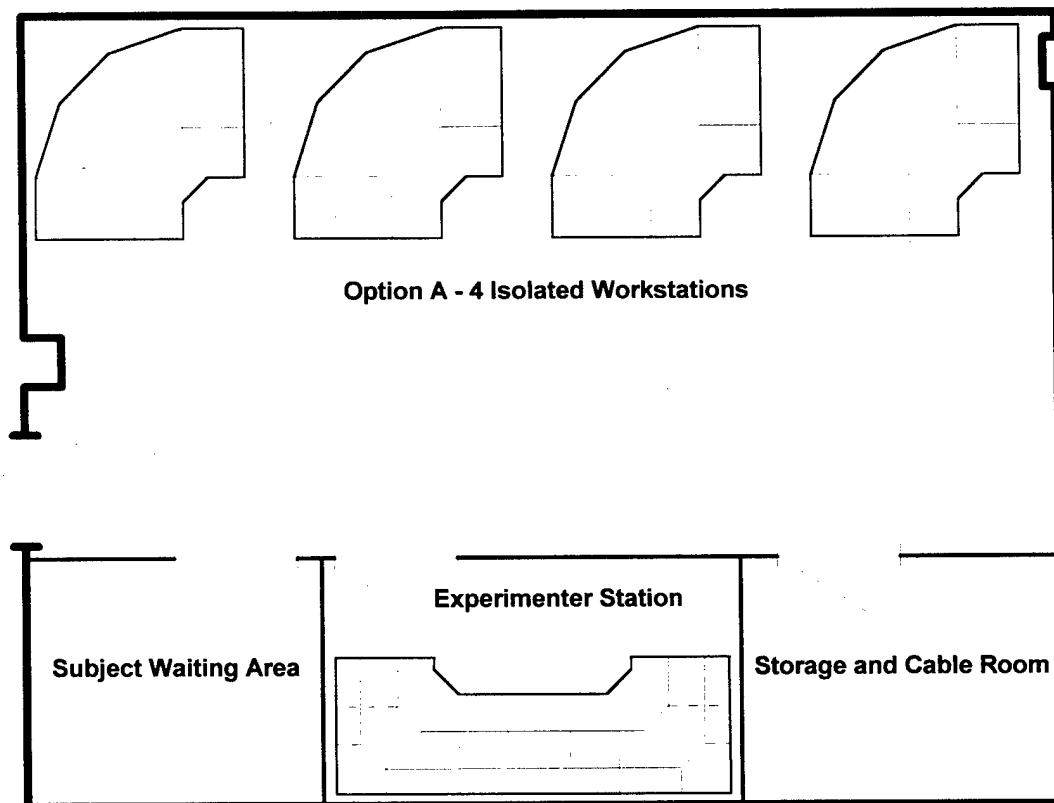 Option A - 4 Isolated Workstations
Experimenter Station
Subject Waiting Area
Storage and Cable Room